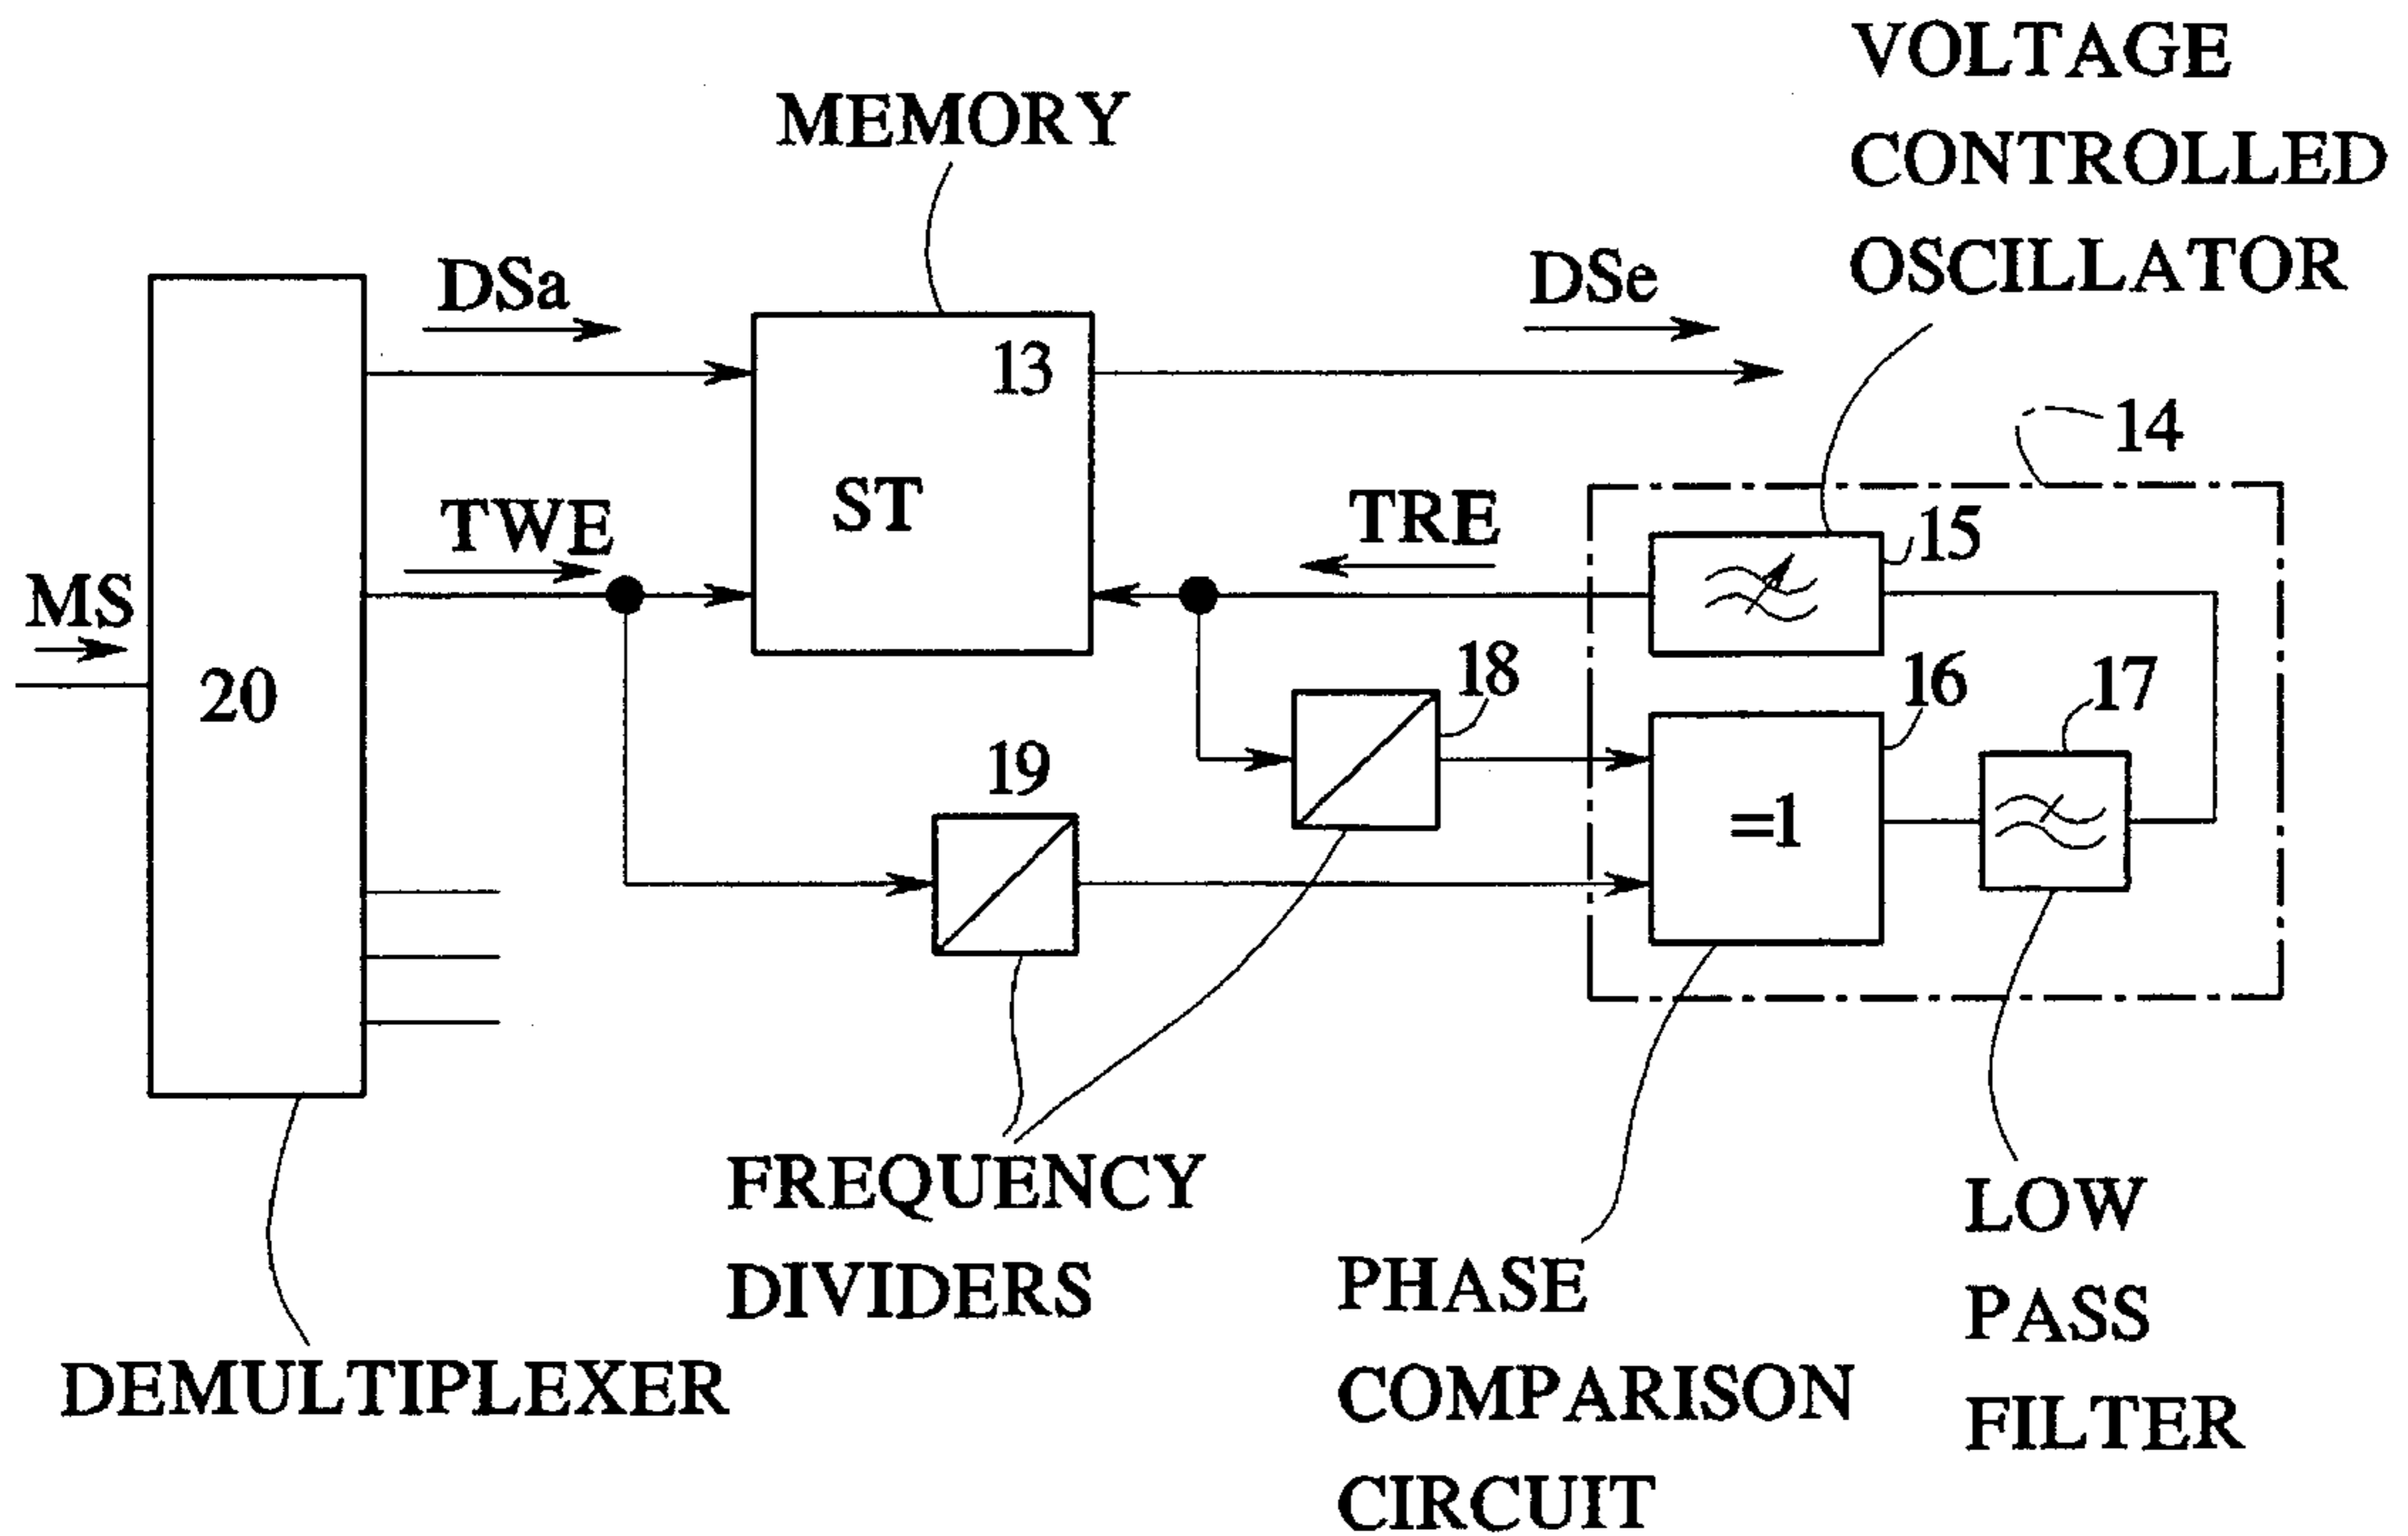 VOLTAGE
CONTROLLED
OSCILLATOR
MEMORY
DSa
DSe
13
14
ST
TWE
TRE
15
MS
20
18
16
17
19
=1
FREQUENCY
DIVIDERS
LOW
PASS
FILTER
PHASE
COMPARISON
CIRCUIT
DEMULTIPLEXER